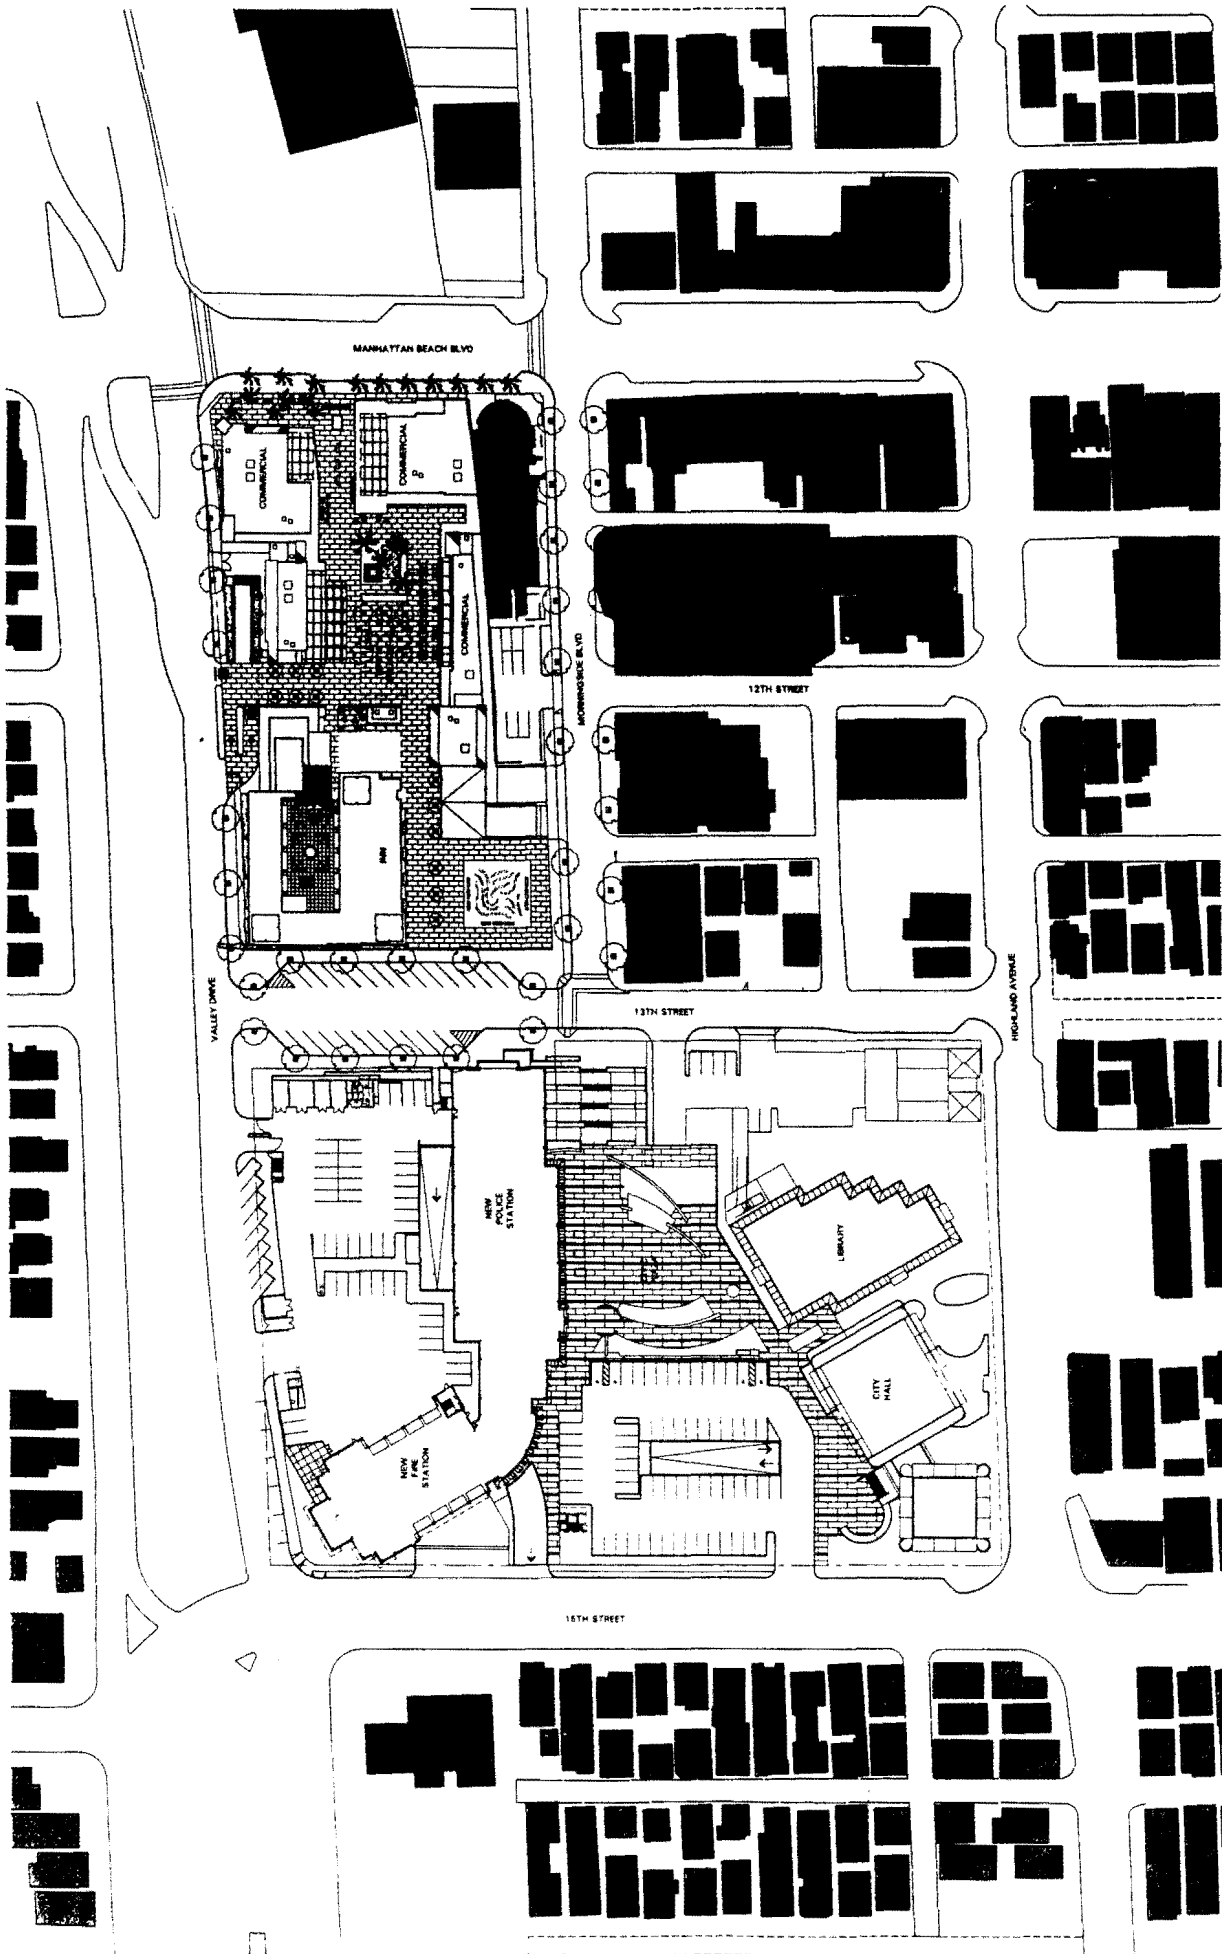 MANHATTAN BEACH BLVD
COMMERCIAL
COMMERCIAL
COMMERCIAL
MORNINGSIDE BLVD
12TH STREET
INN
VALLEY DRIVE
13TH STREET
HIGHLAND AVENUE
NEW
POLICE
STATION
LIBRARY
CITY
HALL
NEW
FIRE
STATION
15TH STREET